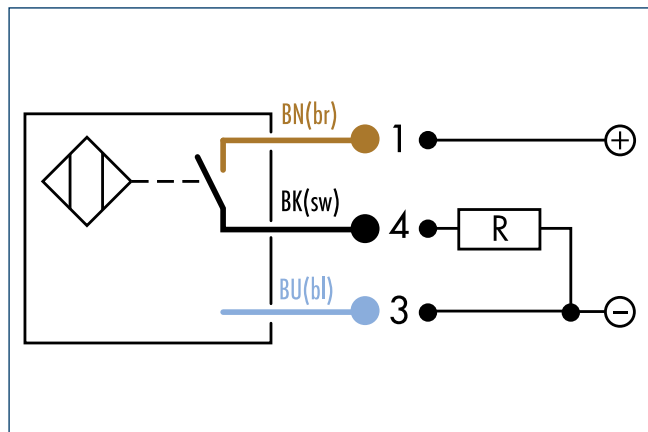 BN(br) 1 +
BK(sw) 4 R
BU(bl) 3 −